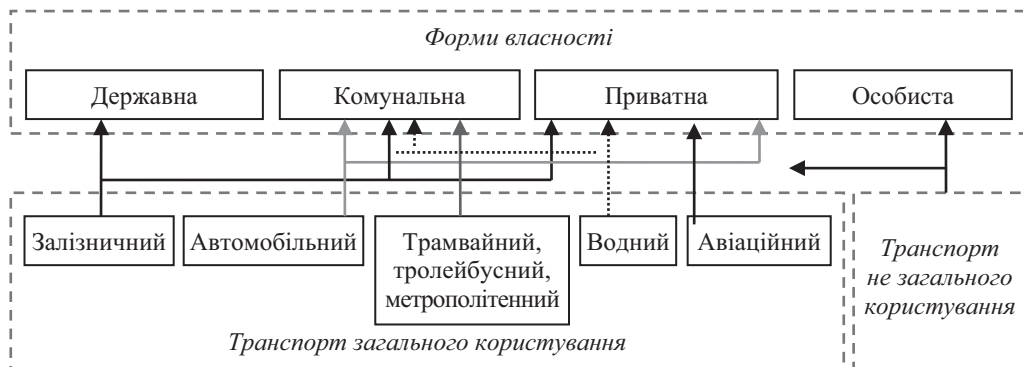 Форми власності
Державна
Комунальна
Приватна
Особиста
Залізничний
Автомобільний
Трамвайний,
тролейбусний,
метрополітенний
Водний
Авіаційний
Транспорт
не загального
користування
Транспорт загального користування